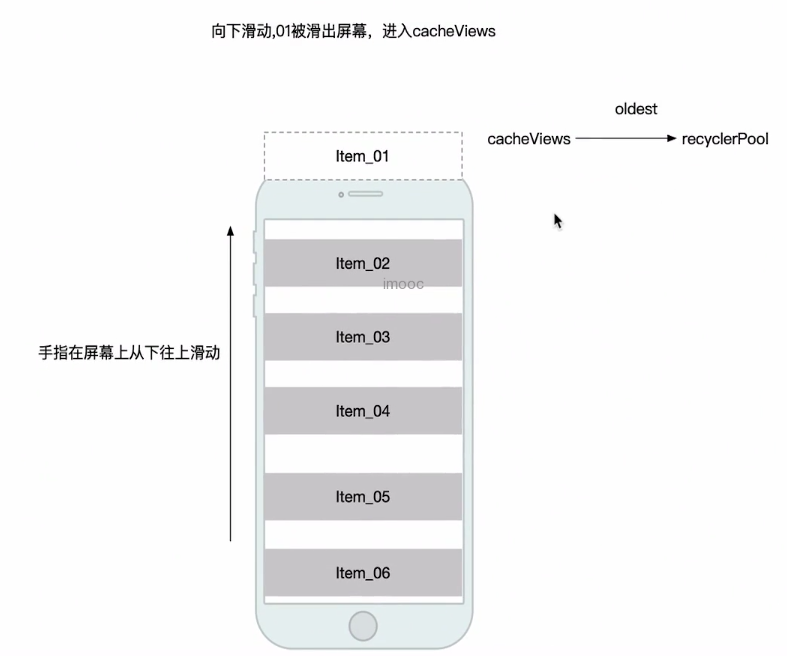 向下滑动,01被滑出屏幕，进入cacheViews
oldest
cacheViews
recyclerPool
Item_01
Item_02
imooc
Item_03
手指在屏幕上从下往上滑动
Item_04
Item_05
Item_06